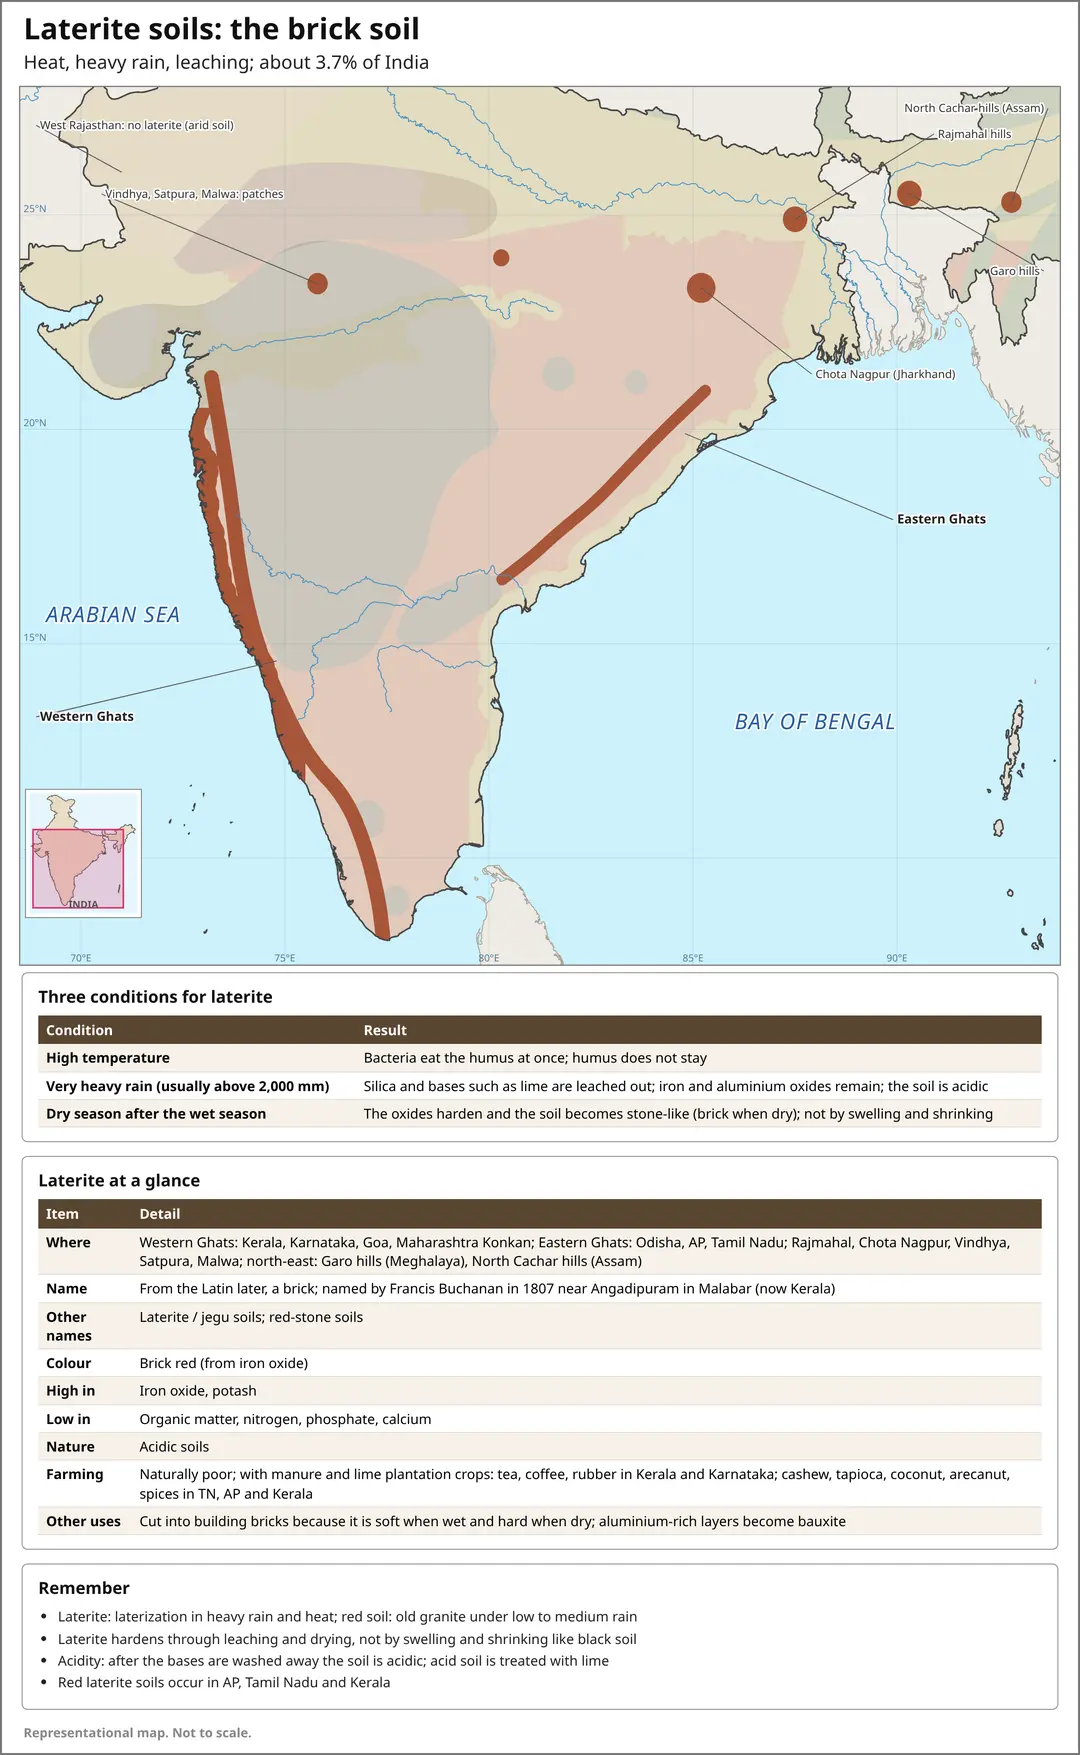 Laterite soils: the brick soil
Heat, heavy rain, leaching; about 3.7% of India
North Cachar hills (Assam)
West Rajasthan: no laterite (arid soil)
Rajmahal hills
Vindhya, Satpura, Malwa: patches
25°N
Garo hills
Chota Nagpur (Jharkhand)
20°N
Eastern Ghats
ARABIAN SEA
15°N
Western Ghats
BAY OF BENGAL
INDIA
70°E
75°E
80°E
85°E
90°E
Three conditions for laterite
Condition Result
High temperature Bacteria eat the humus at once; humus does not stay
Very heavy rain (usually above 2,000 mm) Silica and bases such as lime are leached out; iron and aluminium oxides remain; the soil is acidic
Dry season after the wet season The oxides harden and the soil becomes stone-like (brick when dry); not by swelling and shrinking
Laterite at a glance
Item Detail
Where Western Ghats: Kerala, Karnataka, Goa, Maharashtra Konkan; Eastern Ghats: Odisha, AP, Tamil Nadu; Rajmahal, Chota Nagpur, Vindhya,
Satpura, Malwa; north-east: Garo hills (Meghalaya), North Cachar hills (Assam)
Name From the Latin later, a brick; named by Francis Buchanan in 1807 near Angadipuram in Malabar (now Kerala)
Other Laterite / jegu soils; red-stone soils
names
Colour Brick red (from iron oxide)
High in Iron oxide, potash
Low in Organic matter, nitrogen, phosphate, calcium
Nature Acidic soils
Farming Naturally poor; with manure and lime plantation crops: tea, coffee, rubber in Kerala and Karnataka; cashew, tapioca, coconut, arecanut,
spices in TN, AP and Kerala
Other uses Cut into building bricks because it is soft when wet and hard when dry; aluminium-rich layers become bauxite
Remember
• Laterite: laterization in heavy rain and heat; red soil: old granite under low to medium rain
• Laterite hardens through leaching and drying, not by swelling and shrinking like black soil
• Acidity: after the bases are washed away the soil is acidic; acid soil is treated with lime
• Red laterite soils occur in AP, Tamil Nadu and Kerala
Representational map. Not to scale.